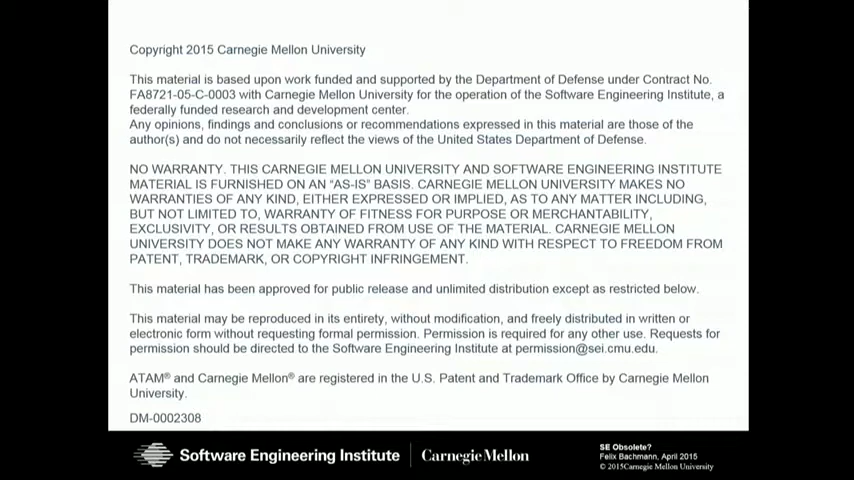 Copyright 2015 Carnegie Mellon University
This material is based upon work funded and supported by the Department of Defense under Contract No.
FA8721-05-C-0003 with Carnegie Mellon University for the operation of the Software Engineering Institute, a
federally funded research and development center.
Any opinions, findings and conclusions or recommendations expressed in this material are those of the
author(s) and do not necessarily reflect the views of the United States Department of Defense.
NO WARRANTY. THIS CARNEGIE MELLON UNIVERSITY AND SOFTWARE ENGINEERING INSTITUTE
MATERIAL IS FURNISHED ON AN “AS-IS” BASIS. CARNEGIE MELLON UNIVERSITY MAKES NO
WARRANTIES OF ANY KIND, EITHER EXPRESSED OR IMPLIED, AS TO ANY MATTER INCLUDING,
BUT NOT LIMITED TO, WARRANTY OF FITNESS FOR PURPOSE OR MERCHANTABILITY,
EXCLUSIVITY, OR RESULTS OBTAINED FROM USE OF THE MATERIAL. CARNEGIE MELLON
UNIVERSITY DOES NOT MAKE ANY WARRANTY OF ANY KIND WITH RESPECT TO FREEDOM FROM
PATENT, TRADEMARK, OR COPYRIGHT INFRINGEMENT.
This material has been approved for public release and unlimited distribution except as restricted below.
This material may be reproduced in its entirety, without modification, and freely distributed in written or
electronic form without requesting formal permission. Permission is required for any other use. Requests for
permission should be directed to the Software Engineering Institute at permission@sei.cmu.edu.
ATAM® and Carnegie Mellon® are registered in the U.S. Patent and Trademark Office by Carnegie Mellon
University.
DM-0002308
Software Engineering Institute
Carnegie Mellon
SE Obsolete?
Felix Bachmann, April 2015
© 2015Carnegie Mellon University